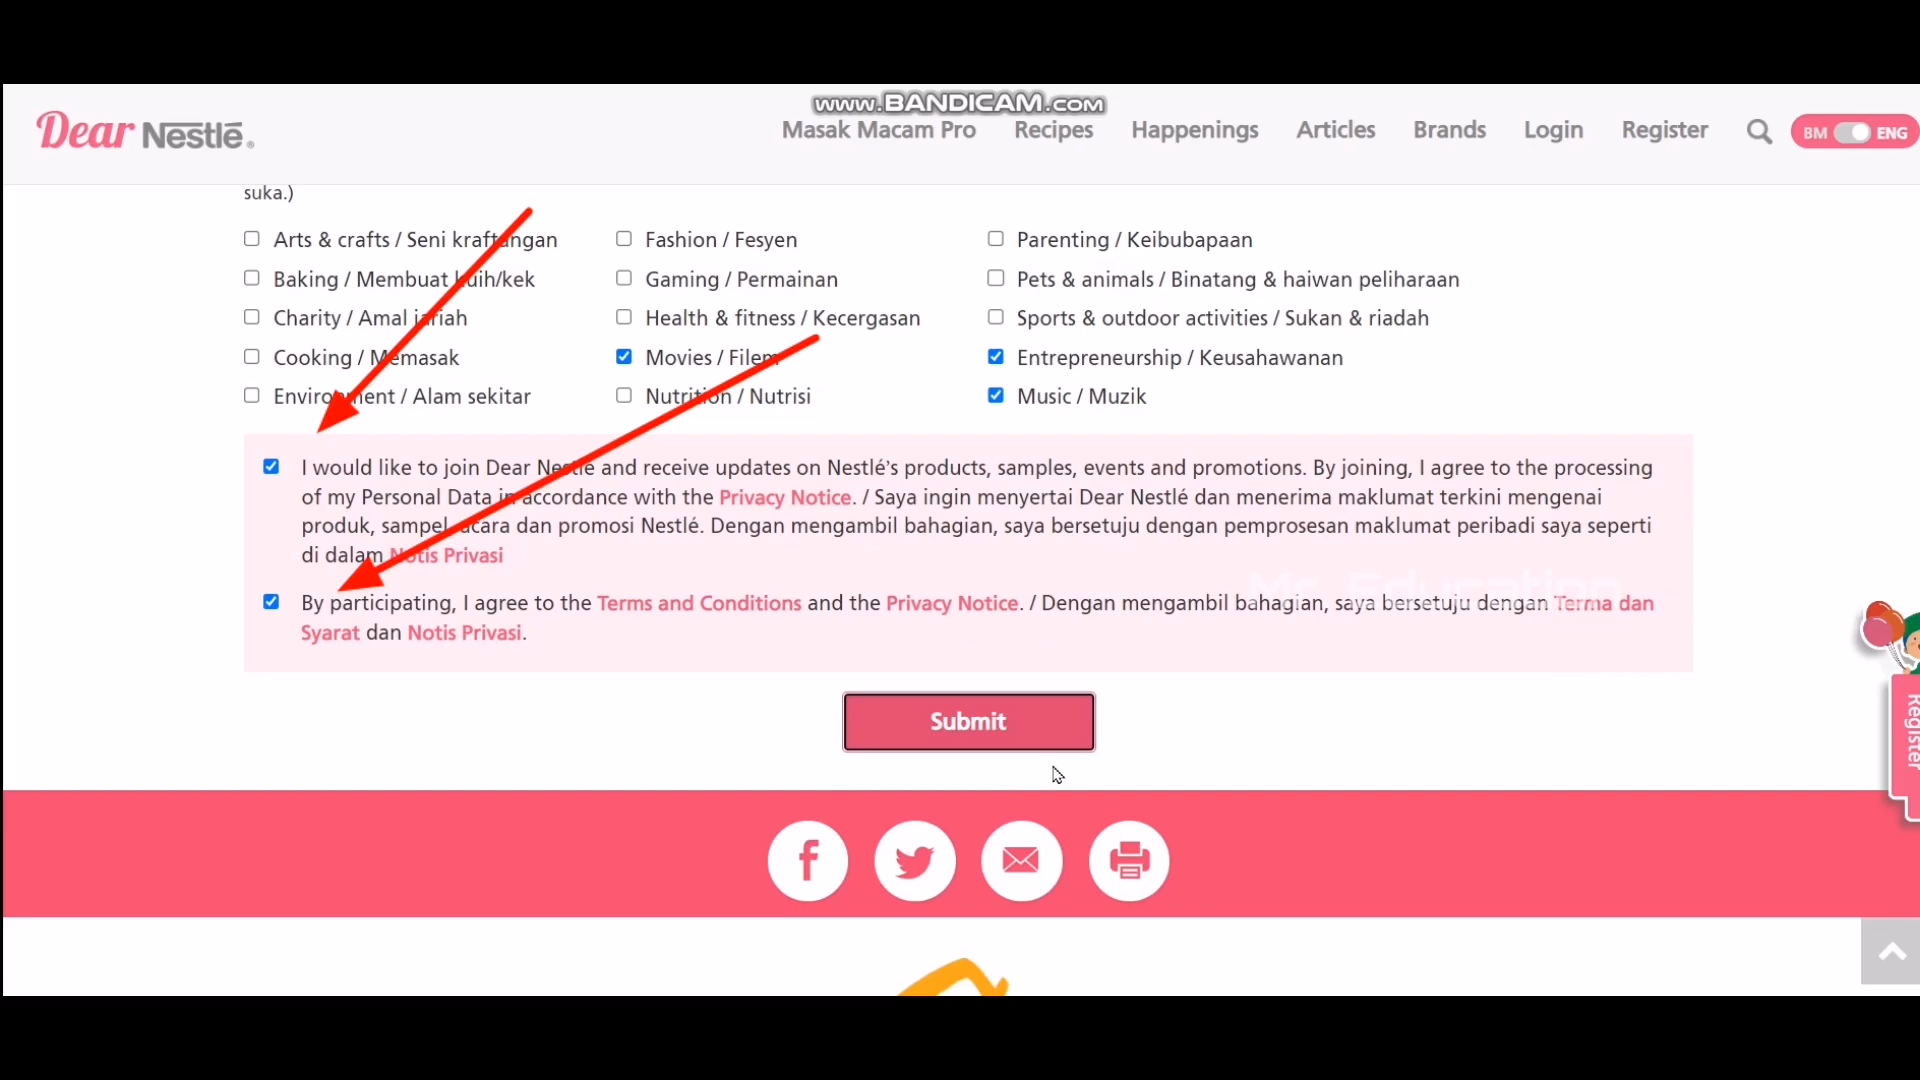 www.BANDICAM.com
Dear Nestlé®
Masak Macam Pro Recipes Happenings Articles Brands Login Register BM ENG
suka.)
Arts & crafts / Seni kraftangan Fashion / Fesyen Parenting / Keibubapaan
Baking / Membuat kuih/kek Gaming / Permainan Pets & animals / Binatang & haiwan peliharaan
Charity / Amal jariah Health & fitness / Kecergasan Sports & outdoor activities / Sukan & riadah
Cooking / Memasak Movies / Filem Entrepreneurship / Keusahawanan
Environment / Alam sekitar Nutrition / Nutrisi Music / Muzik
I would like to join Dear Nestlé and receive updates on Nestlé’s products, samples, events and promotions. By joining, I agree to the processing
of my Personal Data in accordance with the Privacy Notice. / Saya ingin menyertai Dear Nestlé dan menerima maklumat terkini mengenai
produk, sampel, acara dan promosi Nestlé. Dengan mengambil bahagian, saya bersetuju dengan pemprosesan maklumat peribadi saya seperti
di dalam Notis Privasi
Mr. Education
By participating, I agree to the Terms and Conditions and the Privacy Notice. / Dengan mengambil bahagian, saya bersetuju dengan Terma dan
Syarat dan Notis Privasi.
Submit
Register